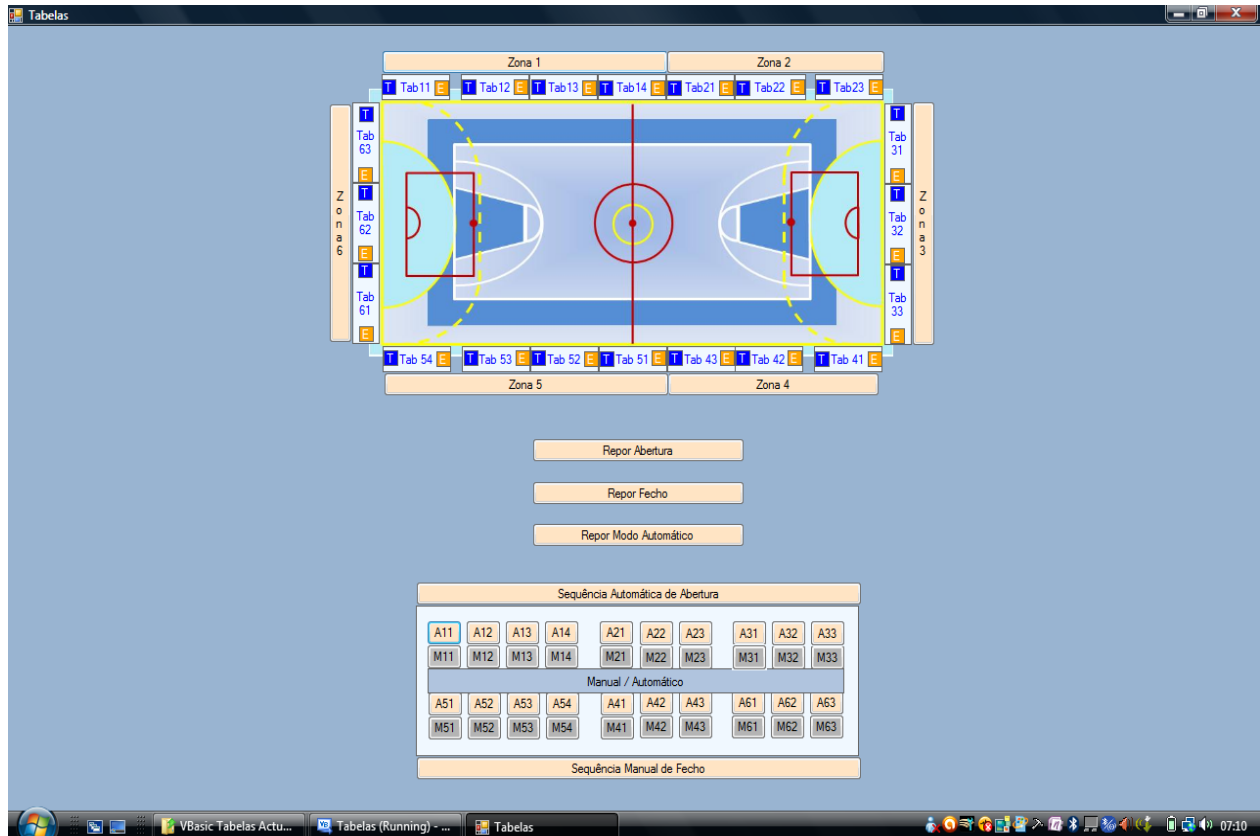 Tabelas
Zona 1 Zona 2
T Tab11 E T Tab12 E T Tab13 E T Tab14 E T Tab21 E T Tab22 E T Tab23 E
T
Tab
63
E
T
Tab
62
E
T
Tab
61
E
Z
o
n
a
6
T
Tab
31
E
T
Tab
32
E
T
Tab
33
E
Z
o
n
a
3
T Tab 54 E T Tab 53 E T Tab 52 E T Tab 51 E T Tab 43 E T Tab 42 E T Tab 41 E
Zona 5 Zona 4
Repor Abertura
Repor Fecho
Repor Modo Automático
Sequência Automática de Abertura
A11 A12 A13 A14 A21 A22 A23 A31 A32 A33
M11 M12 M13 M14 M21 M22 M23 M31 M32 M33
Manual / Automático
A51 A52 A53 A54 A41 A42 A43 A61 A62 A63
M51 M52 M53 M54 M41 M42 M43 M61 M62 M63
Sequência Manual de Fecho
VBasic Tabelas Actu... Tabelas (Running) - ... Tabelas 07:10